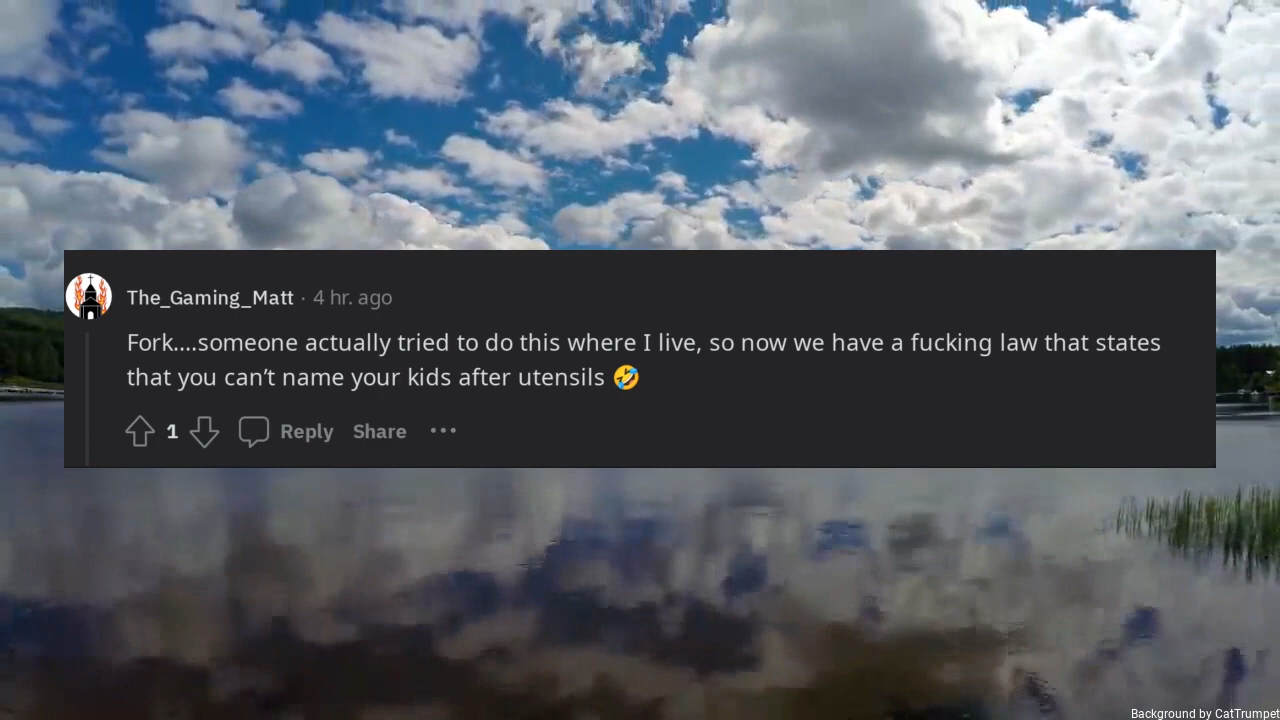 The_Gaming_Matt · 4 hr. ago
Fork....someone actually tried to do this where I live, so now we have a fucking law that states
that you can’t name your kids after utensils 🤣
1 Reply Share ···
Background by CatTrumpet